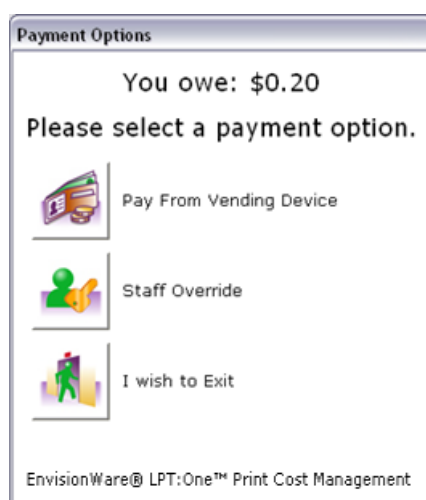 Payment Options
You owe: $0.20
Please select a payment option.
Pay From Vending Device
Staff Override
I wish to Exit
EnvisionWare® LPT:One™ Print Cost Management